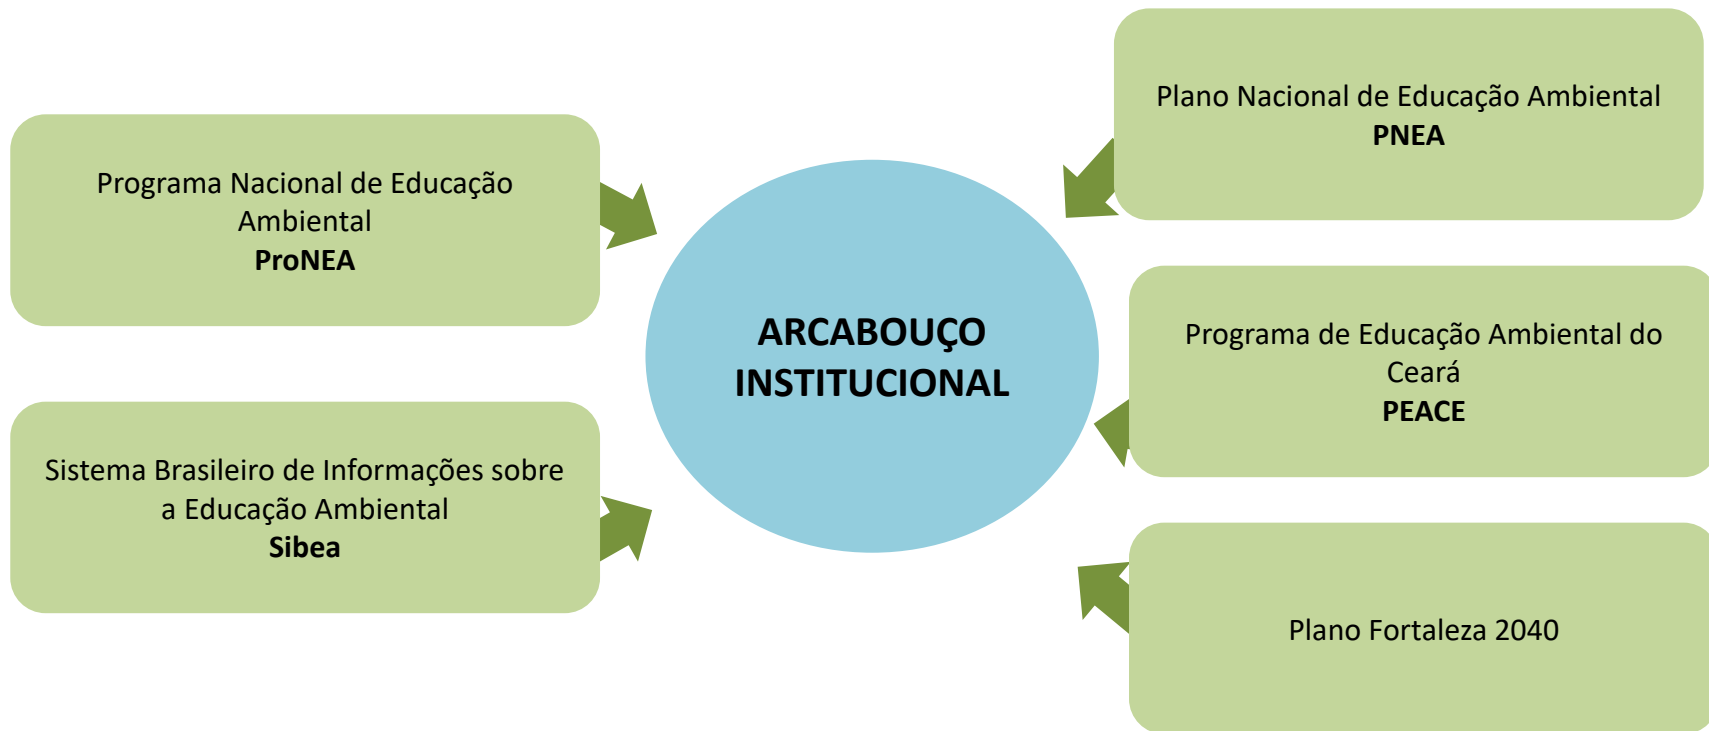 Programa Nacional de Educação
Ambiental
ProNEA
Sistema Brasileiro de Informações sobre
a Educação Ambiental
Sibea
ARCABOUÇO
INSTITUCIONAL
Plano Nacional de Educação Ambiental
PNEA
Programa de Educação Ambiental do
Ceará
PEACE
Plano Fortaleza 2040